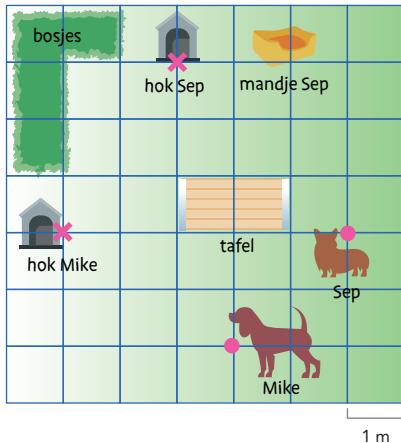 bosjes
hok Sep
mandje Sep
tafel
hok Mike
Sep
Mike
1 m